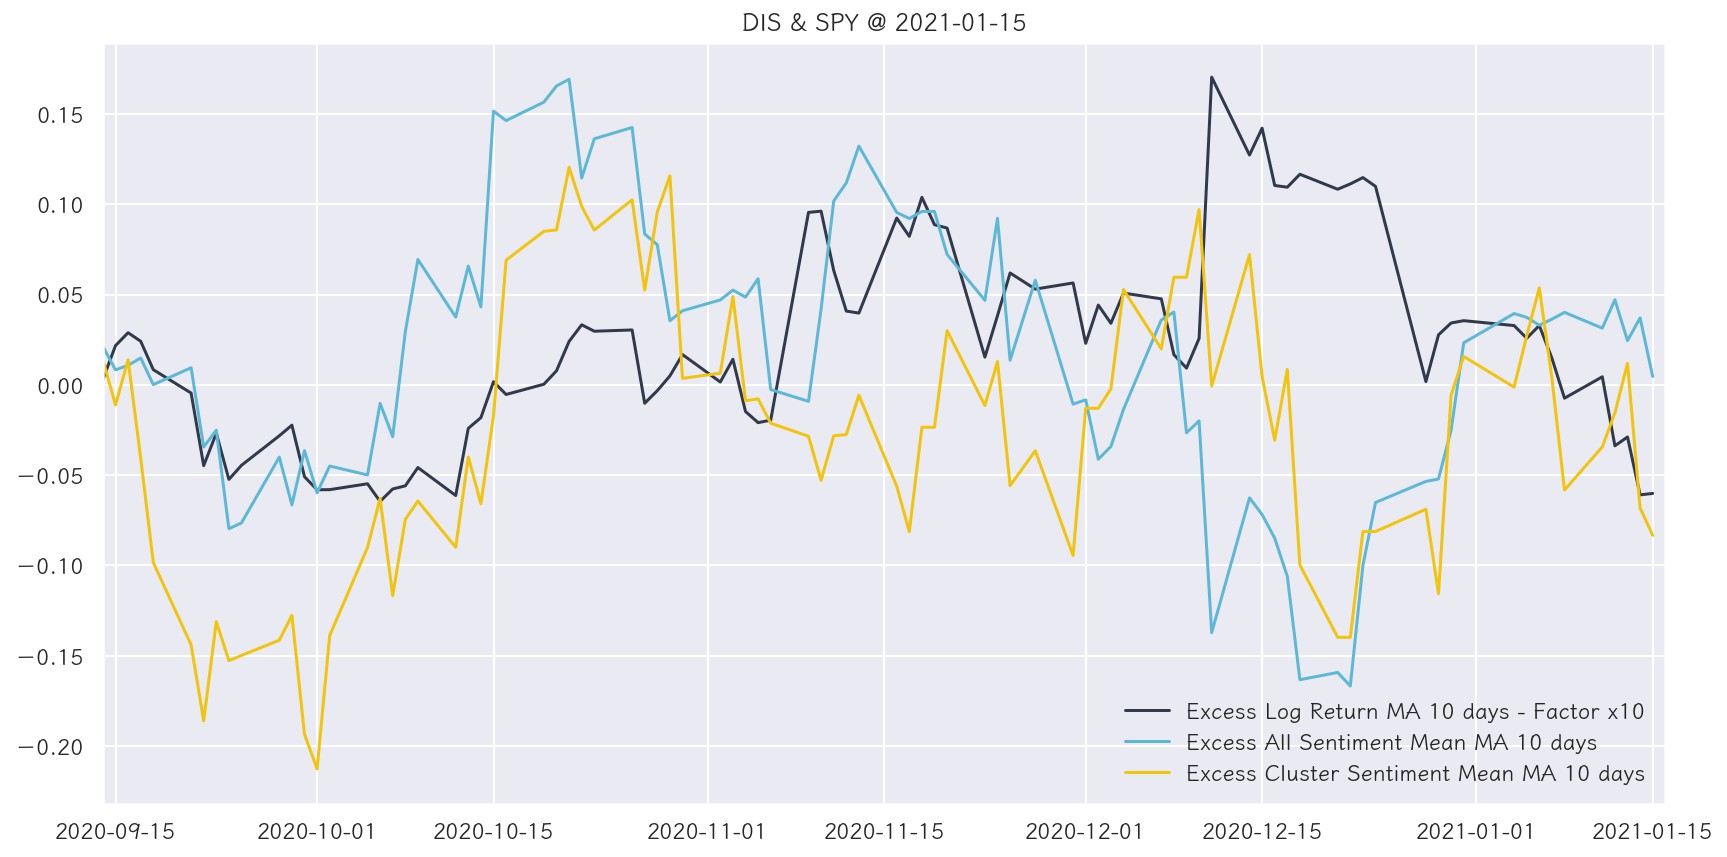 DIS & SPY @ 2021-01-15
0.15
0.10
0.05
0.00
−0.05
−0.10
−0.15
−0.20
Excess Log Return MA 10 days - Factor x10
Excess All Sentiment Mean MA 10 days
Excess Cluster Sentiment Mean MA 10 days
2020-09-15 2020-10-01 2020-10-15 2020-11-01 2020-11-15 2020-12-01 2020-12-15 2021-01-01 2021-01-15